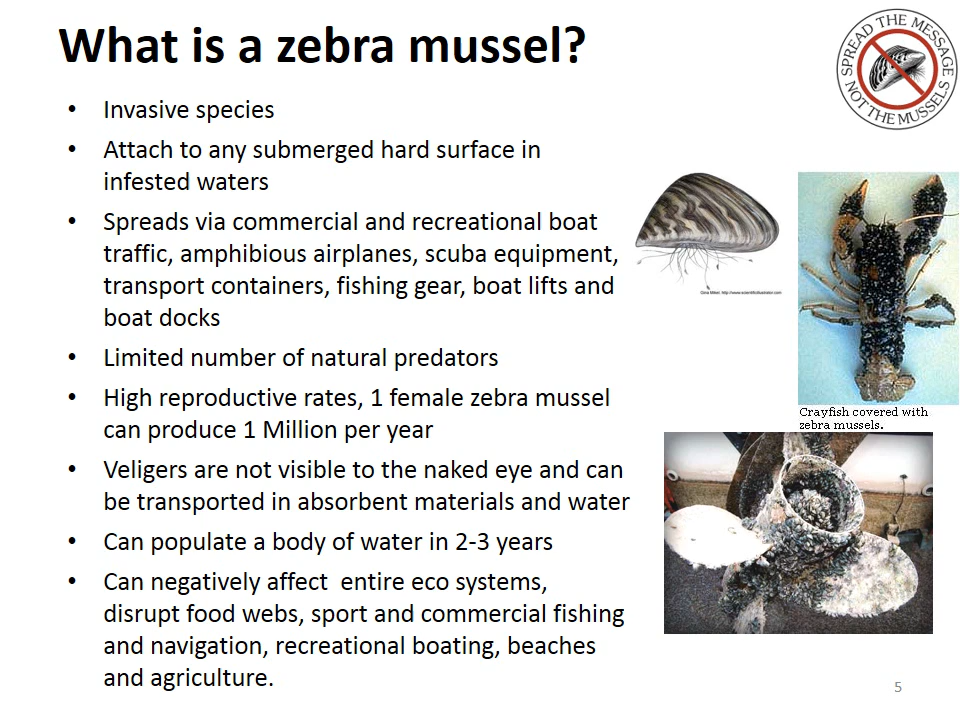 What is a zebra mussel?
SPREAD THE MESSAGE
NOT THE MUSSELS
• Invasive species
• Attach to any submerged hard surface in
infested waters
• Spreads via commercial and recreational boat
traffic, amphibious airplanes, scuba equipment,
transport containers, fishing gear, boat lifts and
boat docks
• Limited number of natural predators
• High reproductive rates, 1 female zebra mussel
can produce 1 Million per year
• Veligers are not visible to the naked eye and can
be transported in absorbent materials and water
• Can populate a body of water in 2-3 years
• Can negatively affect  entire eco systems,
disrupt food webs, sport and commercial fishing
and navigation, recreational boating, beaches
and agriculture.
Crayfish covered with
zebra mussels.
5